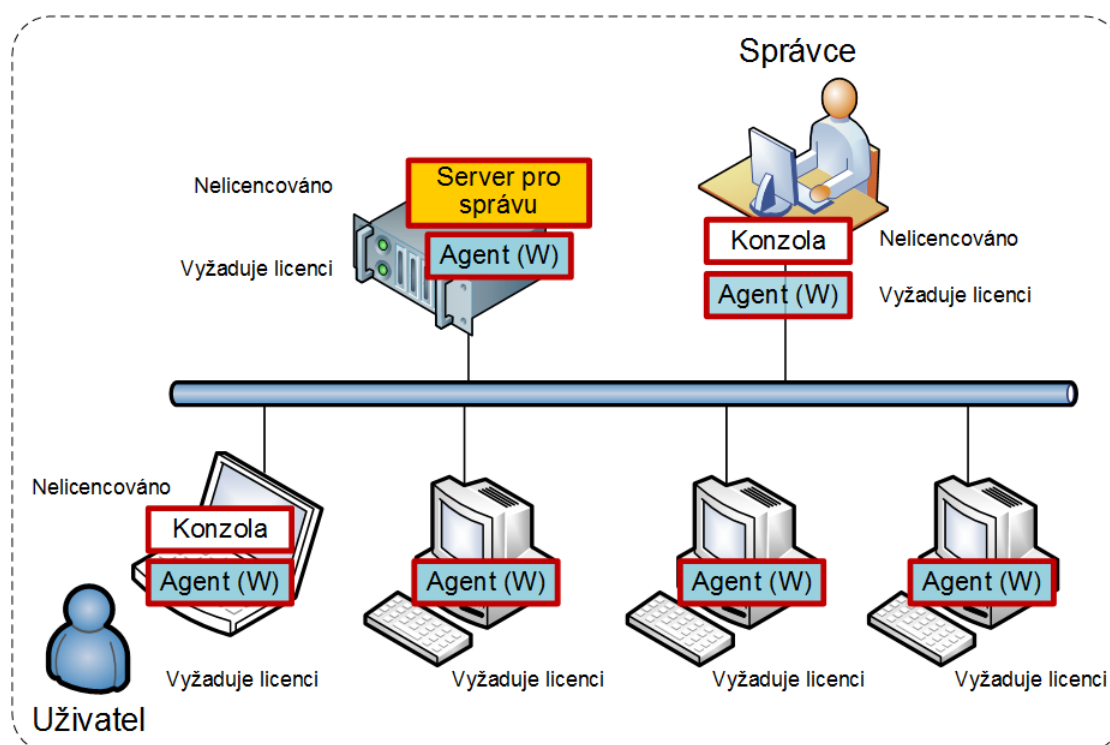 Správce
Nelicencováno
Server pro
správu
Vyžaduje licenci
Agent (W)
Konzola
Nelicencováno
Agent (W)
Vyžaduje licenci
Nelicencováno
Konzola
Agent (W)
Agent (W)
Agent (W)
Agent (W)
Vyžaduje licenci
Vyžaduje licenci
Vyžaduje licenci
Vyžaduje licenci
Uživatel